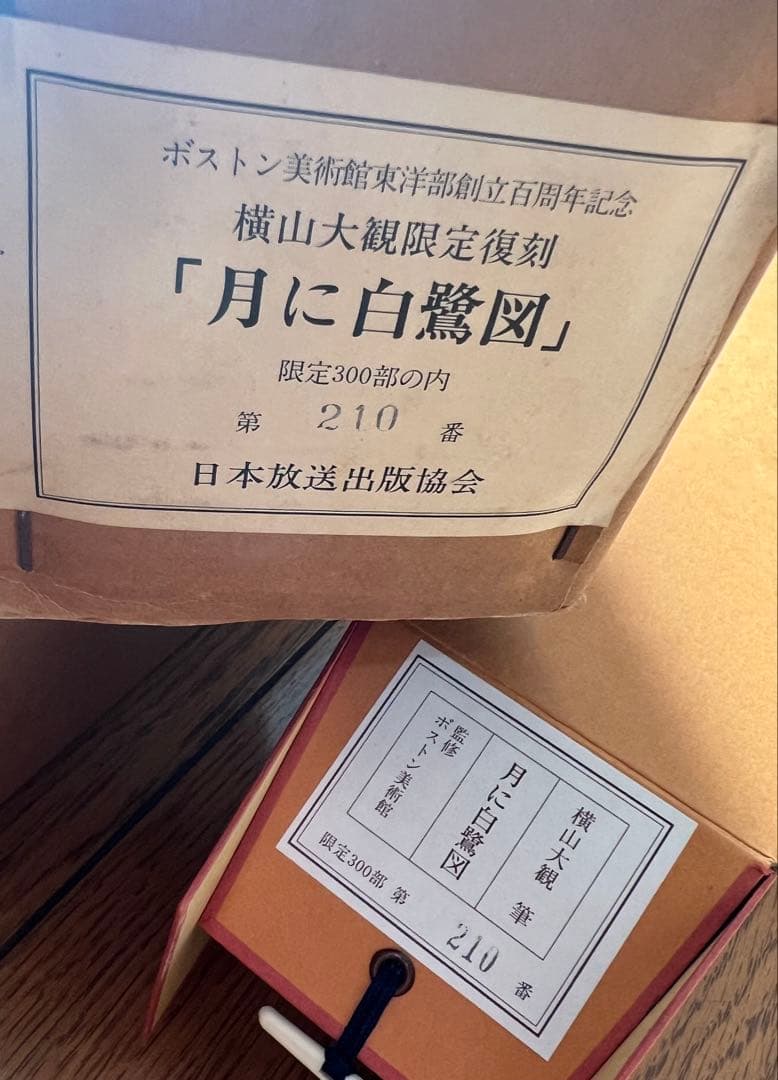 ボストン美術館東洋部創立百周年記念
横山大観限定復刻
「月に白鷺図」
限定300部の内
第 210 番
日本放送出版協会
横山大観 筆
月に白鷺図
監修
ボストン美術館
限定300部 第 210 番